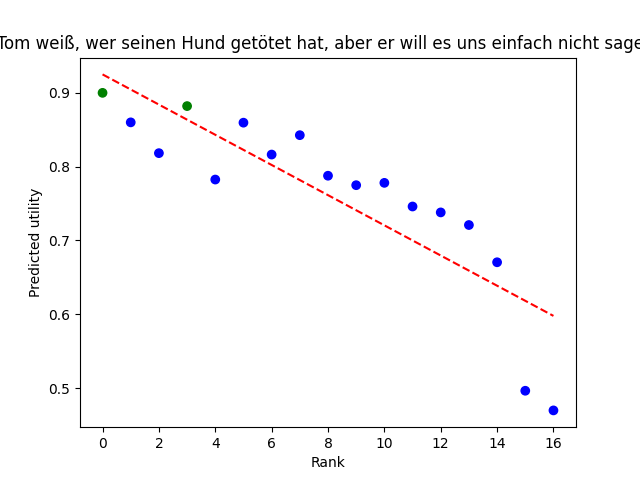 Tom weiß, wer seinen Hund getötet hat, aber er will es uns einfach nicht sage
0.9
0.8
0.7
0.6
0.5
Predicted utility
0 2 4 6 8 10 12 14 16
Rank